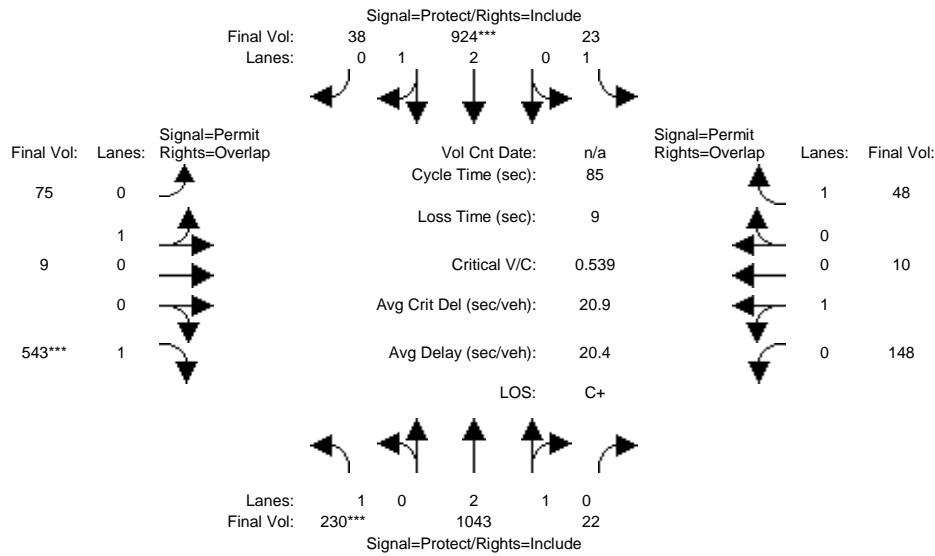 Signal=Protect/Rights=Include
Final Vol: 38 924*** 23
Lanes: 0 1 2 0 1
Signal=Permit
Final Vol: Lanes: Rights=Overlap
Vol Cnt Date: n/a
Signal=Permit
Rights=Overlap Lanes: Final Vol:
Cycle Time (sec): 85
75 0
1 48
Loss Time (sec): 9
1
0
9 0
Critical V/C: 0.539
0 10
0
Avg Crit Del (sec/veh): 20.9
1
543*** 1
Avg Delay (sec/veh): 20.4
0 148
LOS: C+
Lanes: 1 0 2 1 0
Final Vol: 230*** 1043 22
Signal=Protect/Rights=Include